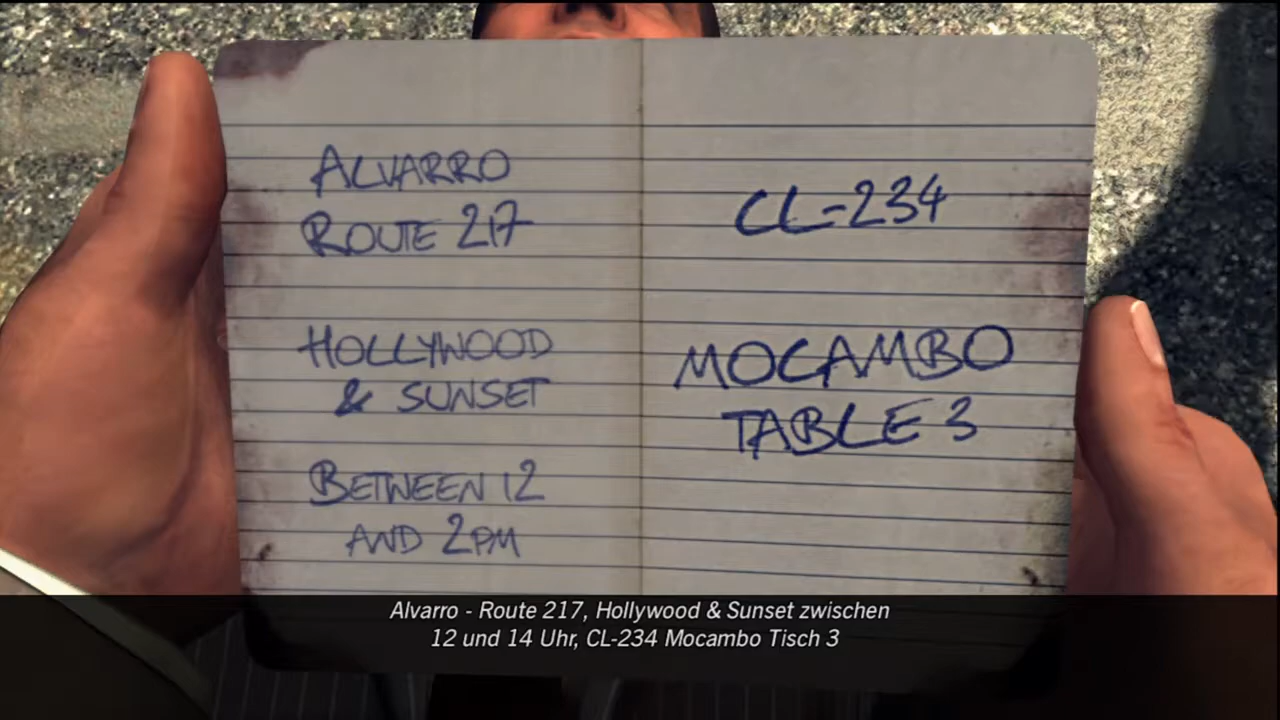 ALVARRO
ROUTE 217
HOLLYWOOD
& SUNSET
BETWEEN 12
AND 2PM
CL-234
MOCAMBO
TABLE 3
Alvarro - Route 217, Hollywood & Sunset zwischen
12 und 14 Uhr, CL-234 Mocambo Tisch 3